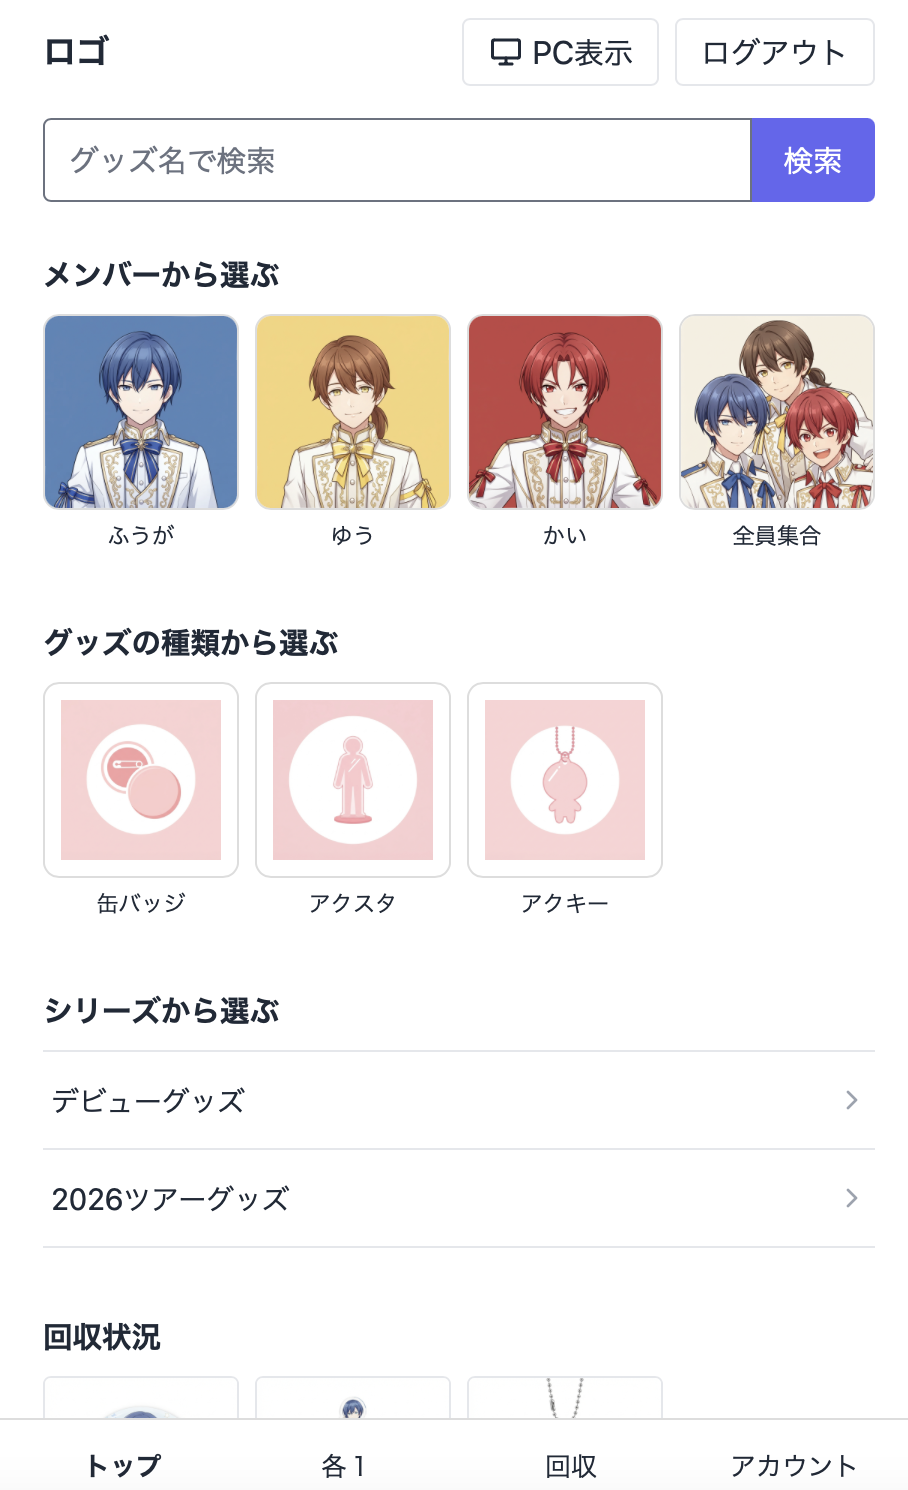 ロゴ
PC表示
ログアウト
グッズ名で検索
検索
メンバーから選ぶ
ふうが
ゆう
かい
全員集合
グッズの種類から選ぶ
缶バッジ
アクスタ
アクキー
シリーズから選ぶ
デビューグッズ
2026ツアーグッズ
回収状況
トップ
各1
回収
アカウント